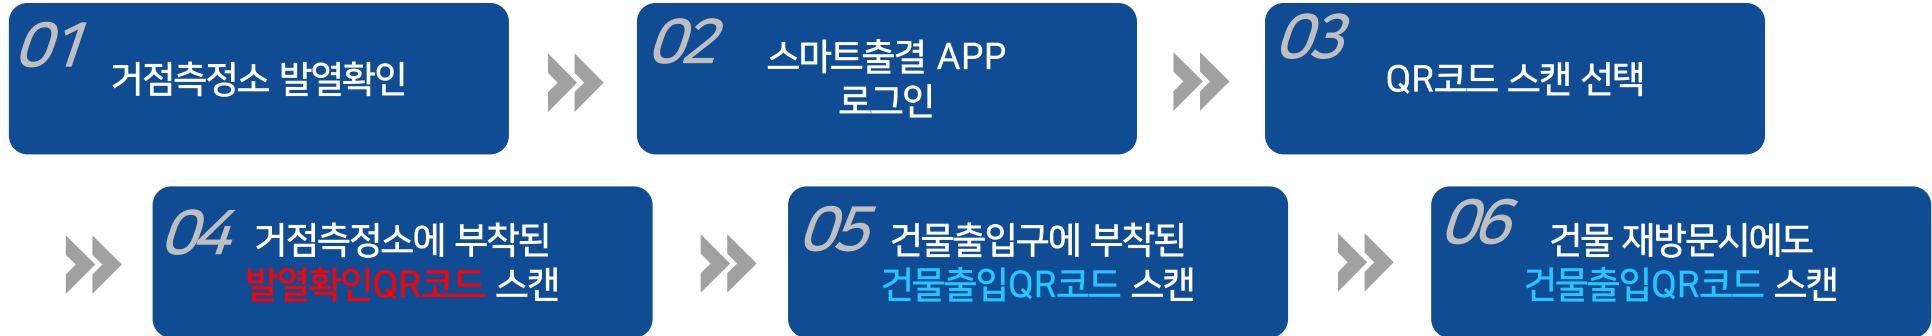 01
거점측정소 발열확인
02
스마트출결 APP
로그인
03
QR코드 스캔 선택
04
거점측정소에 부착된
발열확인QR코드 스캔
05
건물출입구에 부착된
건물출입QR코드 스캔
06
건물 재방문시에도
건물출입QR코드 스캔